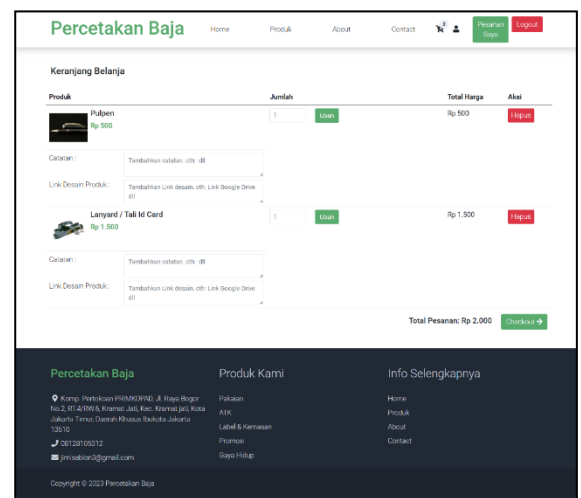 Percetakan Baja Home Produk About Contact 2 Pesanan Saya Logout
Keranjang Belanja
Produk Jumlah Total Harga Aksi
Pulpen 1 Ubah Rp 500 Hapus
Rp 500
Catatan :
Tambahkan catatan. cth: dll
Link Desain Produk :
Tambahkan Link desain. cth: Link Google Drive
dll
Lanyard / Tali Id Card 1 Ubah Rp 1.500 Hapus
Rp 1.500
Catatan :
Tambahkan catatan. cth: dll
Link Desain Produk :
Tambahkan Link desain. cth: Link Google Drive
dll
Total Pesanan: Rp 2.000 Checkout →
Percetakan Baja
Komp. Pertokoan PRIMKOPAD, Jl. Raya Bogor
No.2, RT.4/RW.6, Kramat Jati, Kec. Kramat jati, Kota
Jakarta Timur, Daerah Khusus Ibukota Jakarta
13510
08128105312
jimisablon3@gmail.com
Produk Kami
Pakaian
ATK
Label & Kemasan
Promosi
Gaya Hidup
Info Selengkapnya
Home
Produk
About
Contact
Copyright © 2023 Percetakan Baja